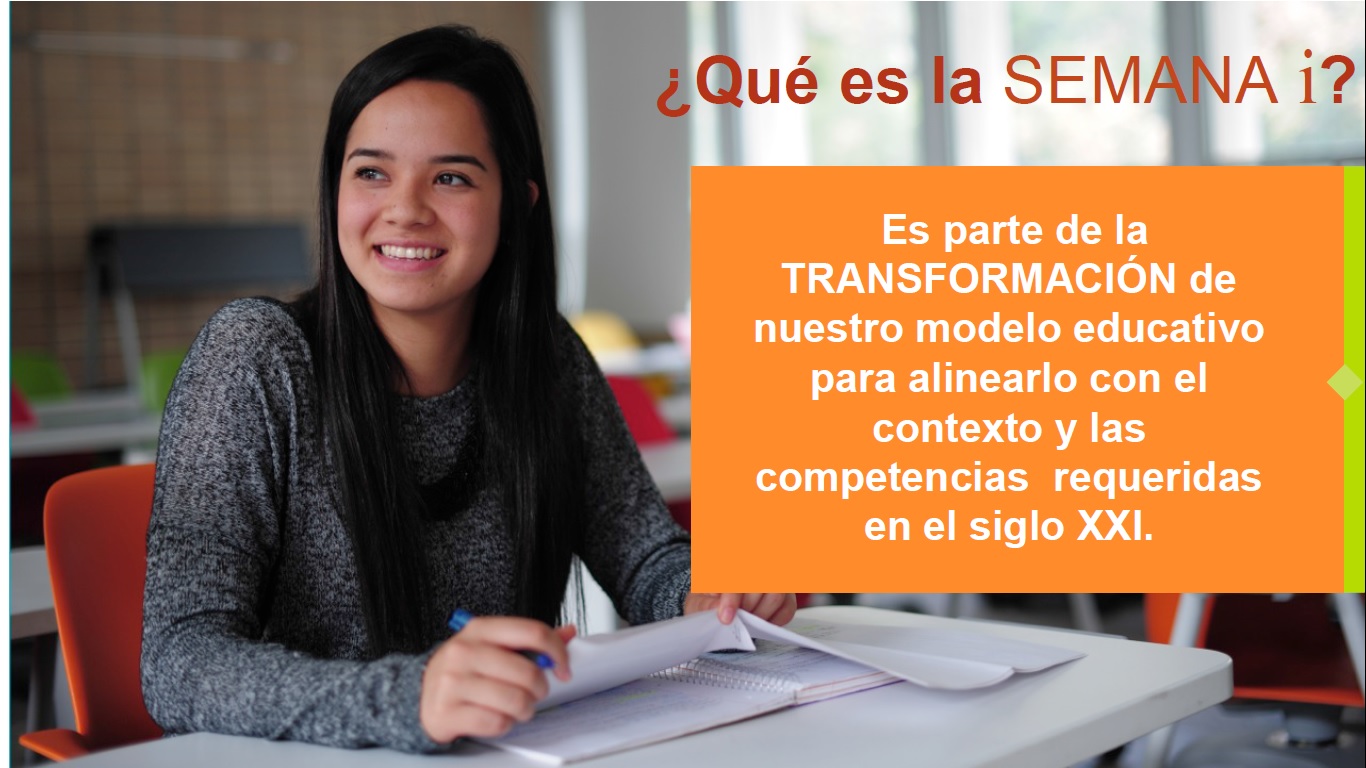 ¿Qué es la SEMANA i?
Es parte de la
TRANSFORMACIÓN de
nuestro modelo educativo
para alinearlo con el
contexto y las
competencias  requeridas
en el siglo XXI.